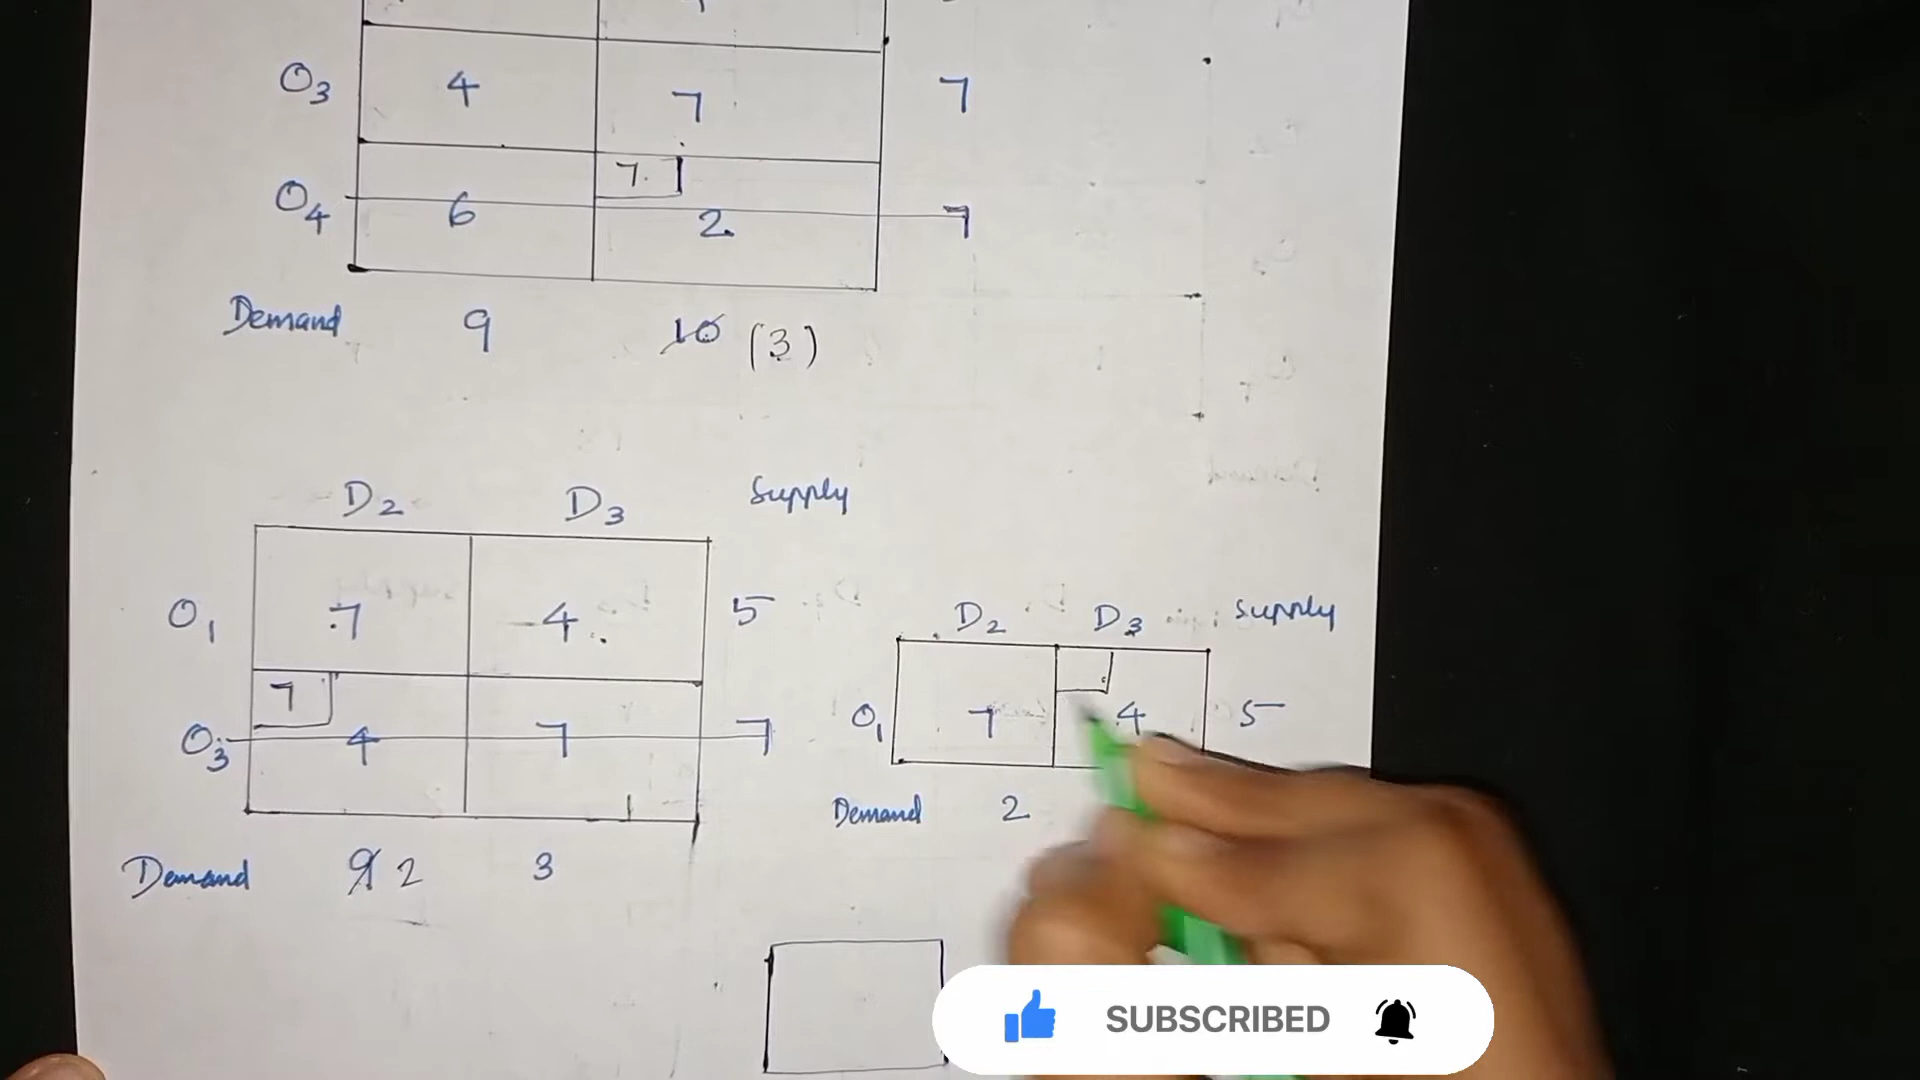 O3 4 7 7
7.
O4 6 2 7
Demand 9 10 (3)
D2 D3 Supply
O1 7 4 5
7
O3 4 7 7
Demand 9 2 3
D2 D3 Supply
O1 7 4 5
Demand 2
SUBSCRIBED